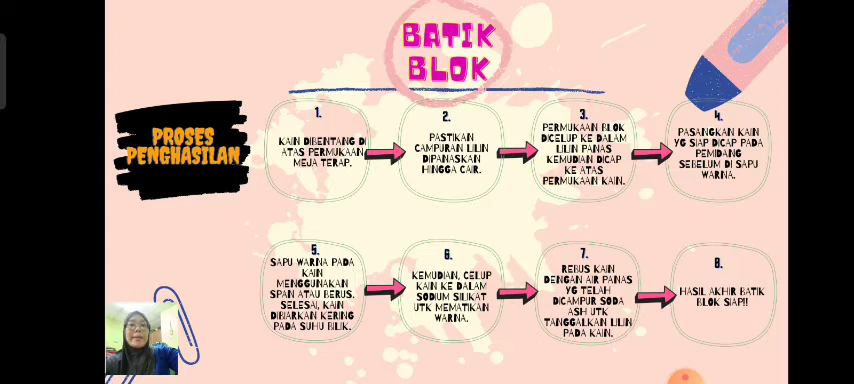 BATIK
BLOK
PROSES
PENGHASILAN
1.
KAIN DIBENTANG DI
ATAS PERMUKAAN
MEJA TERAP.
2.
PASTIKAN
CAMPURAN LILIN
DIPANASKAN
HINGGA CAIR.
3.
PERMUKAAN BLOK
DICELUP KE DALAM
LILIN PANAS
KEMUDIAN DICAP
KE ATAS
PERMUKAAN KAIN.
4.
PASANGKAN KAIN
YG SIAP DICAP PADA
PEMIDANG
SEBELUM DI SAPU
WARNA.
5.
SAPU WARNA PADA
KAIN
MENGGUNAKAN
SPAN ATAU BERUS.
SELESAI, KAIN
DIBIARKAN KERING
PADA SUHU BILIK.
6.
KEMUDIAN, CELUP
KAIN KE DALAM
SODIUM SILIKAT
UTK MEMATIKAN
WARNA.
7.
REBUS KAIN
DENGAN AIR PANAS
YG TELAH
DICAMPUR SODA
ASH UTK
TANGGALKAN LILIN
PADA KAIN.
8.
HASIL AKHIR BATIK
BLOK SIAP!!